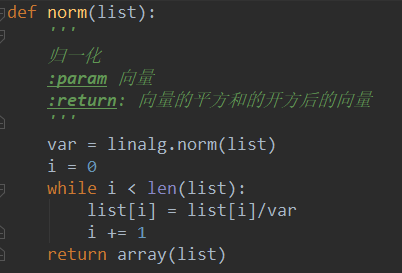 def norm(list):
    '''
    归一化
    :param 向量
    :return: 向量的平方和的开方后的向量
    '''
    var = linalg.norm(list)
    i = 0
    while i < len(list):
        list[i] = list[i]/var
        i += 1
    return array(list)